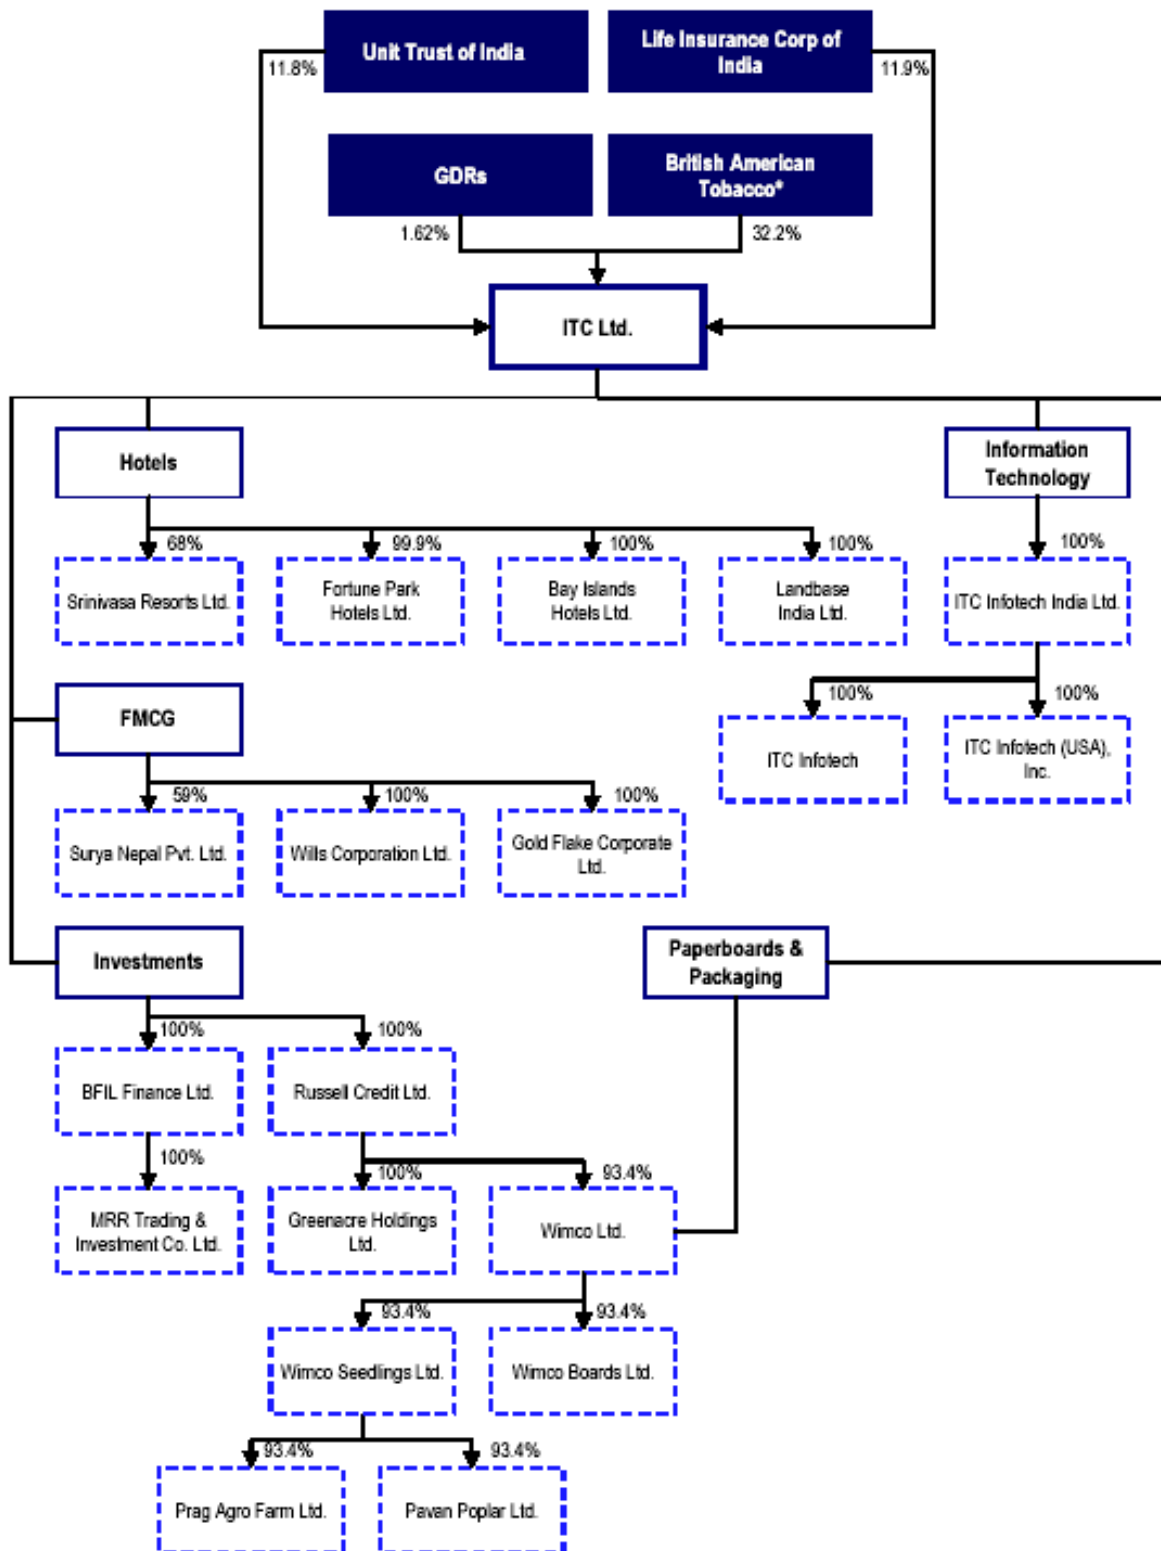 Unit Trust of India
Life Insurance Corp of
India
11.8%
11.9%
GDRs
British American
Tobacco*
1.62%
32.2%
ITC Ltd.
Hotels
Information
Technology
68%
99.9%
100%
100%
100%
Srinivasa Resorts Ltd.
Fortune Park
Hotels Ltd.
Bay Islands
Hotels Ltd.
Landbase
India Ltd.
ITC Infotech India Ltd.
100%
100%
FMCG
ITC Infotech
ITC Infotech (USA),
Inc.
59%
100%
100%
Surya Nepal Pvt. Ltd.
Wills Corporation Ltd.
Gold Flake Corporate
Ltd.
Investments
Paperboards &
Packaging
100%
100%
BFIL Finance Ltd.
Russell Credit Ltd.
100%
100%
93.4%
MRR Trading &
Investment Co. Ltd.
Greenacre Holdings
Ltd.
Wimco Ltd.
93.4%
93.4%
Wimco Seedlings Ltd.
Wimco Boards Ltd.
93.4%
93.4%
Prag Agro Farm Ltd.
Pavan Poplar Ltd.